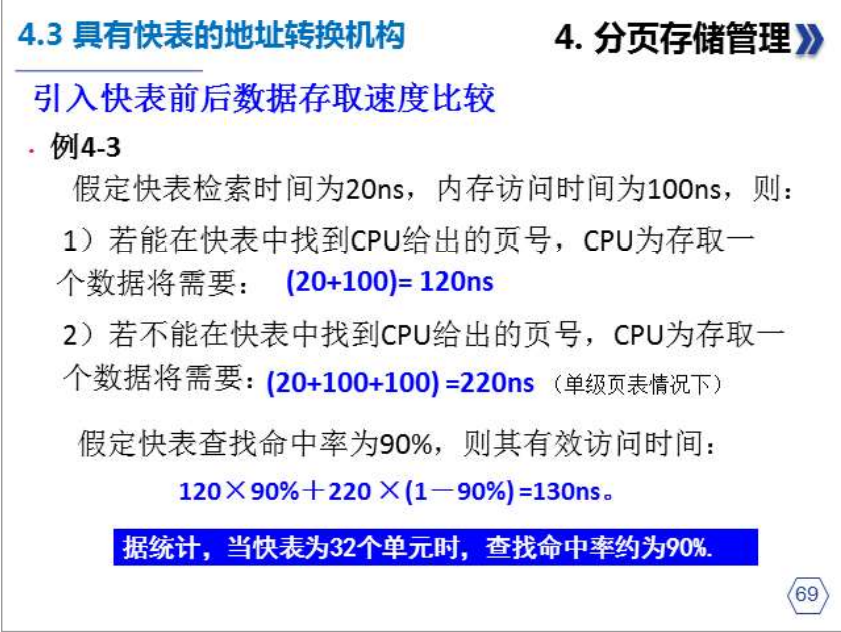 4.3 具有快表的地址转换机构
4. 分页存储管理
引入快表前后数据存取速度比较
· 例4-3
假定快表检索时间为20ns，内存访问时间为100ns，则：
1）若能在快表中找到CPU给出的页号，CPU为存取一
个数据将需要： (20+100)= 120ns
2）若不能在快表中找到CPU给出的页号，CPU为存取一
个数据将需要：(20+100+100) =220ns （单级页表情况下）
假定快表查找命中率为90%，则其有效访问时间：
120×90%＋220 ×(1－90%) =130ns。
据统计，当快表为32个单元时，查找命中率约为90%.
69